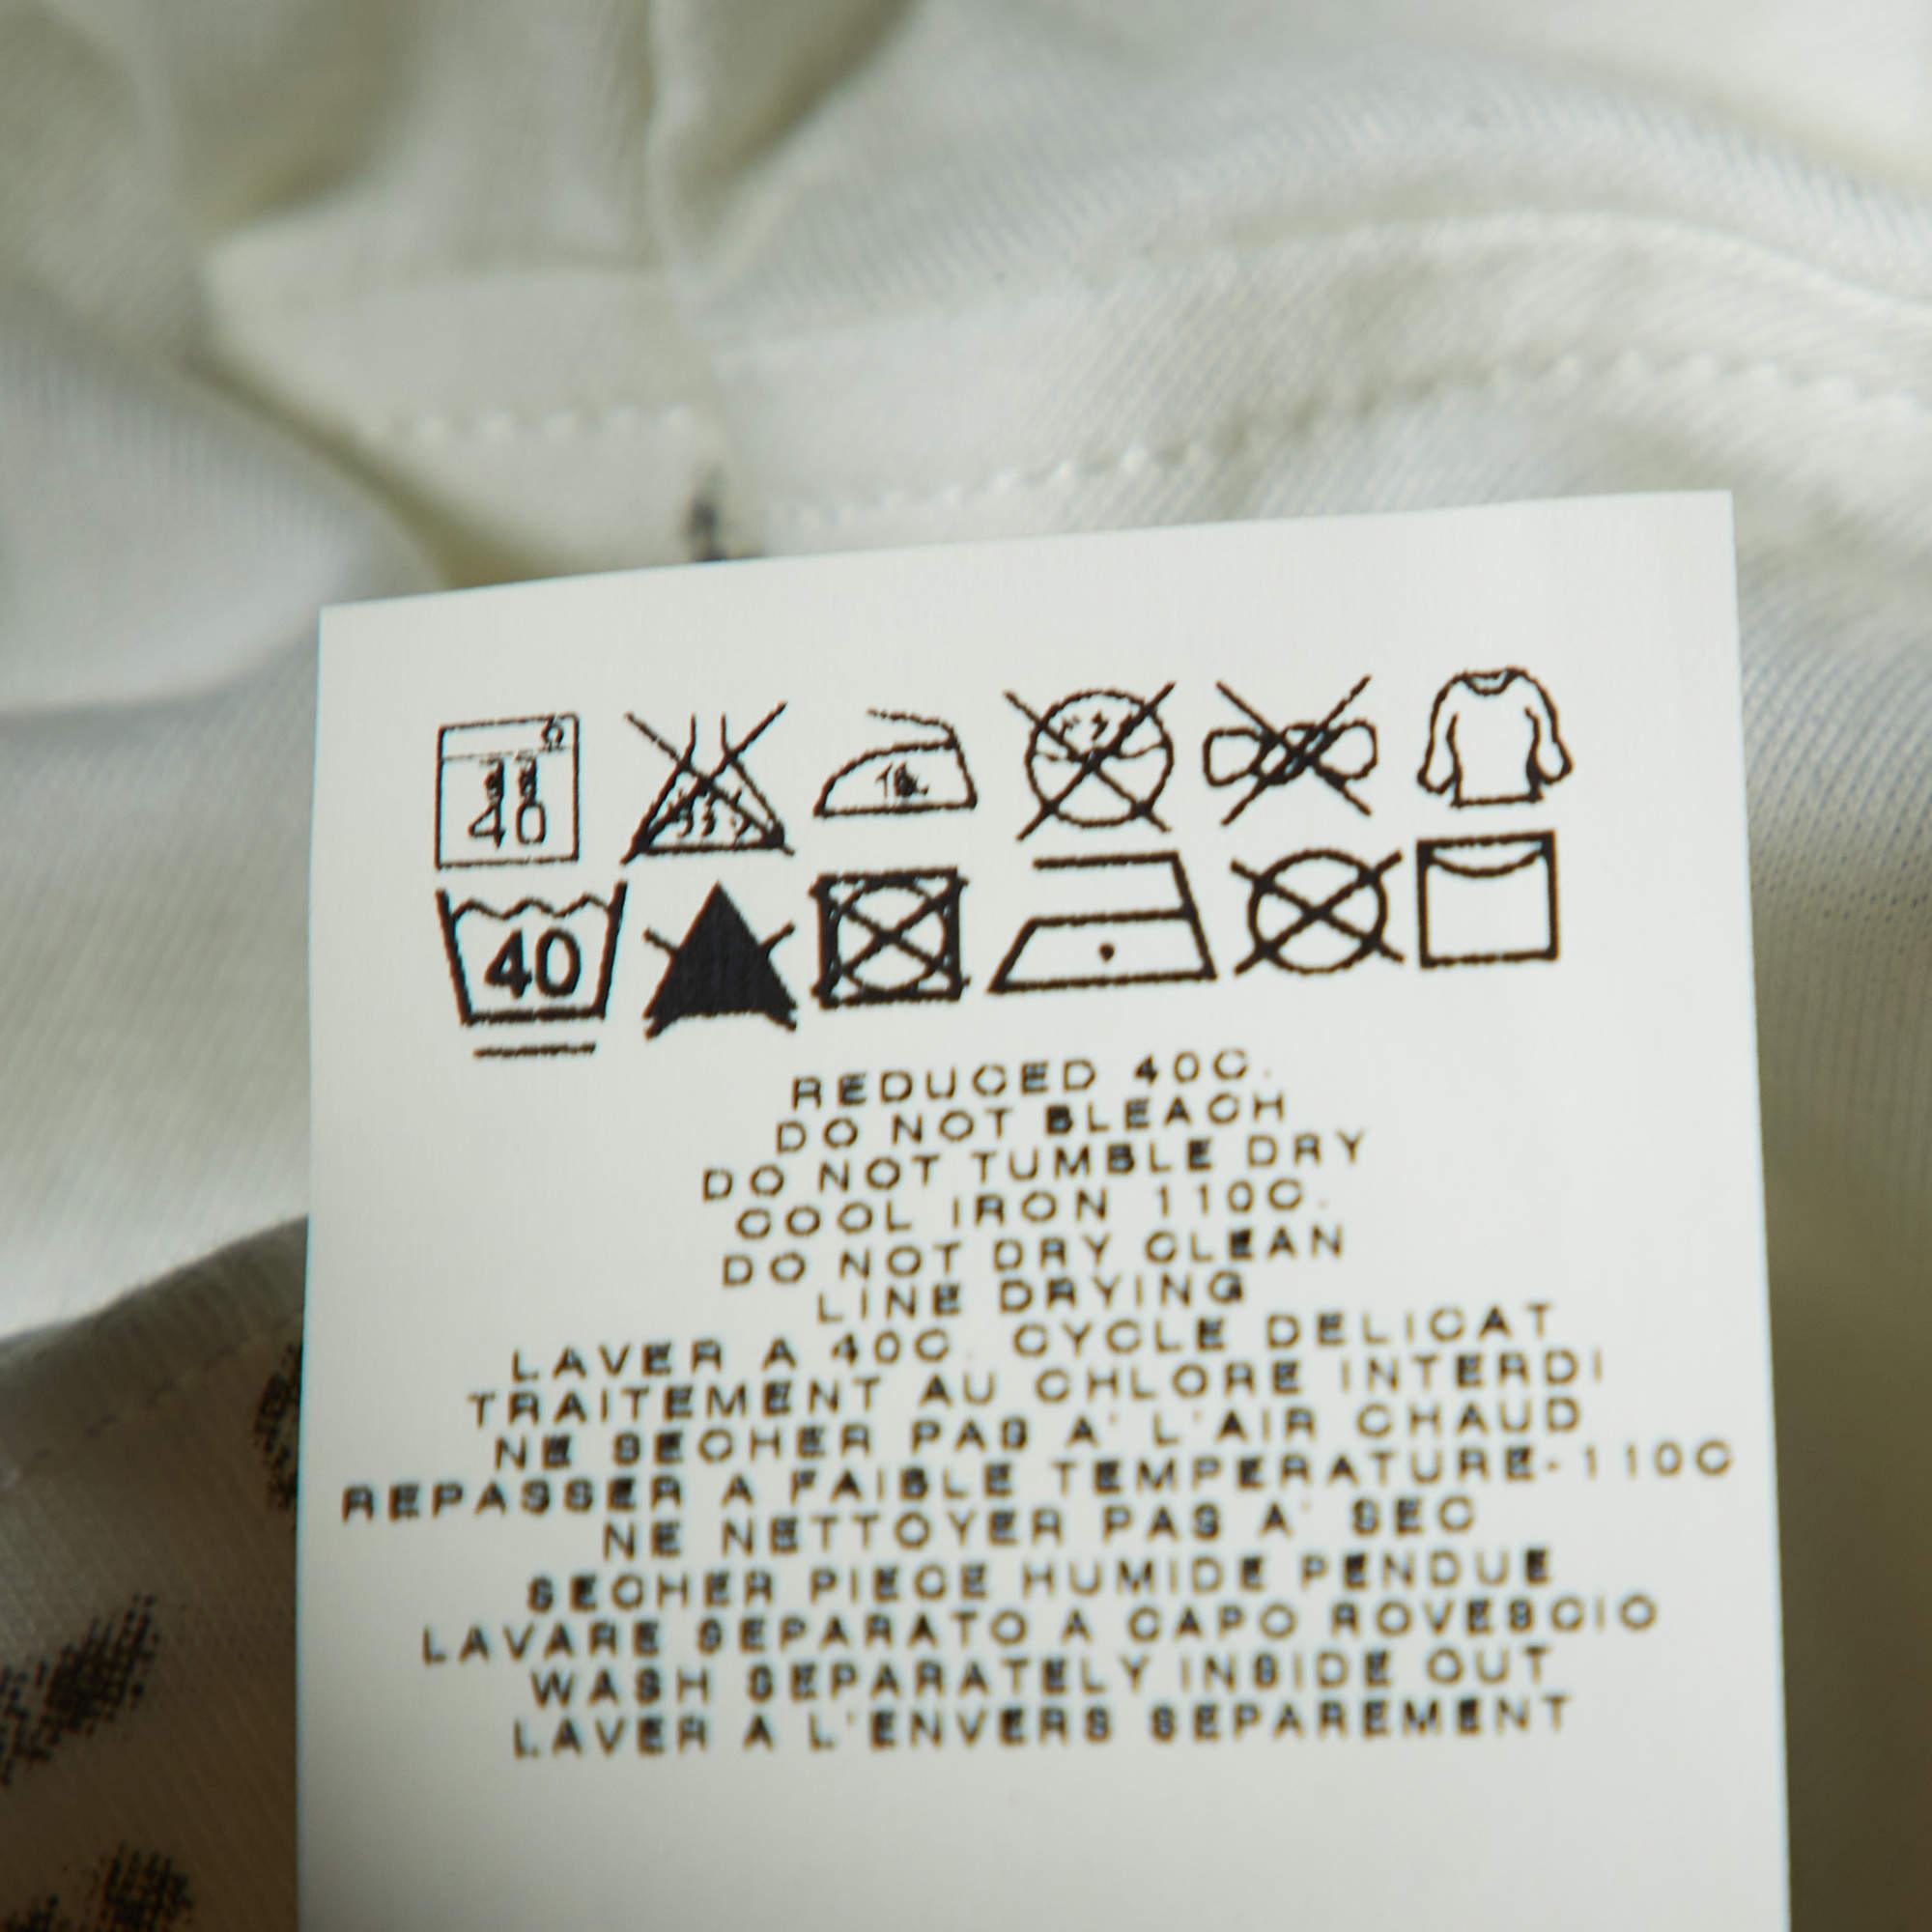 40
40
REDUCED 40C.
DO NOT BLEACH
DO NOT TUMBLE DRY
COOL IRON 110C.
DO NOT DRY CLEAN
LINE DRYING
LAVER A 40C. CYCLE DELICAT
TRAITEMENT AU CHLORE INTERDI
NE SECHER PAS A' L'AIR CHAUD
REPASSER A FAIBLE TEMPERATURE-110C
NE NETTOYER PAS A' SEC
SECHER PIECE HUMIDE PENDUE
LAVARE SEPARATO A CAPO ROVESCIO
WASH SEPARATELY INSIDE OUT
LAVER A L'ENVERS SEPAREMENT